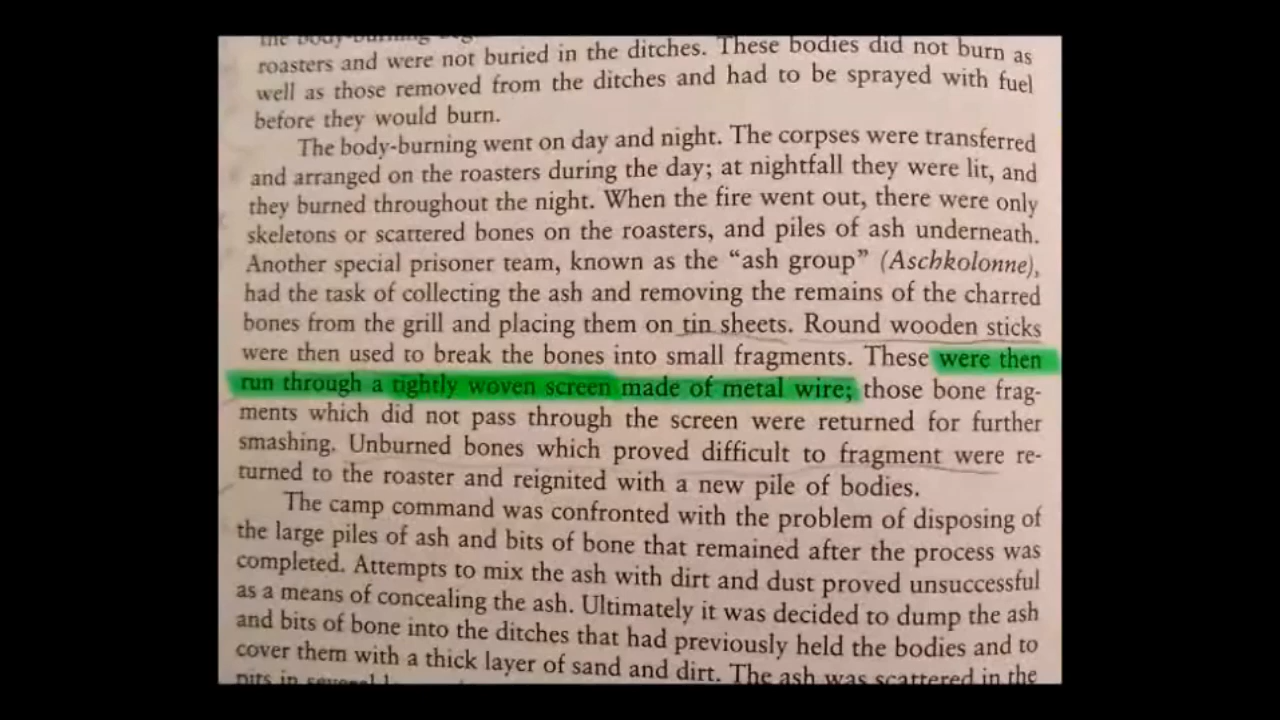 the body-burning
roasters and were not buried in the ditches. These bodies did not burn as
well as those removed from the ditches and had to be sprayed with fuel
before they would burn.
The body-burning went on day and night. The corpses were transferred
and arranged on the roasters during the day; at nightfall they were lit, and
they burned throughout the night. When the fire went out, there were only
skeletons or scattered bones on the roasters, and piles of ash underneath.
Another special prisoner team, known as the “ash group” (Aschkolonne),
had the task of collecting the ash and removing the remains of the charred
bones from the grill and placing them on tin sheets. Round wooden sticks
were then used to break the bones into small fragments. These were then
run through a tightly woven screen made of metal wire; those bone frag-
ments which did not pass through the screen were returned for further
smashing. Unburned bones which proved difficult to fragment were re-
turned to the roaster and reignited with a new pile of bodies.
The camp command was confronted with the problem of disposing of
the large piles of ash and bits of bone that remained after the process was
completed. Attempts to mix the ash with dirt and dust proved unsuccessful
as a means of concealing the ash. Ultimately it was decided to dump the ash
and bits of bone into the ditches that had previously held the bodies and to
cover them with a thick layer of sand and dirt. The ash was scattered in the
pits in several